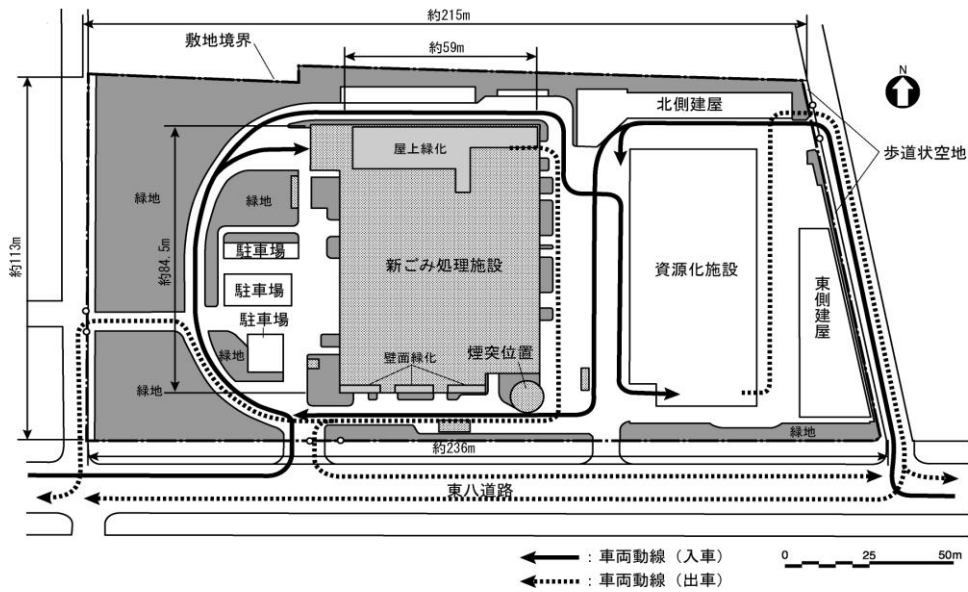 約215m
敷地境界
約59m
N
北側建屋
歩道状空地
屋上緑化
緑地
緑地
約113m
約84.5m
駐車場
新ごみ処理施設
資源化施設
駐車場
東側建屋
駐車場
緑地
壁面緑化
煙突位置
緑地
緑地
約236m
東八道路
：車両動線（入車）
：車両動線（出車）
0 25 50m